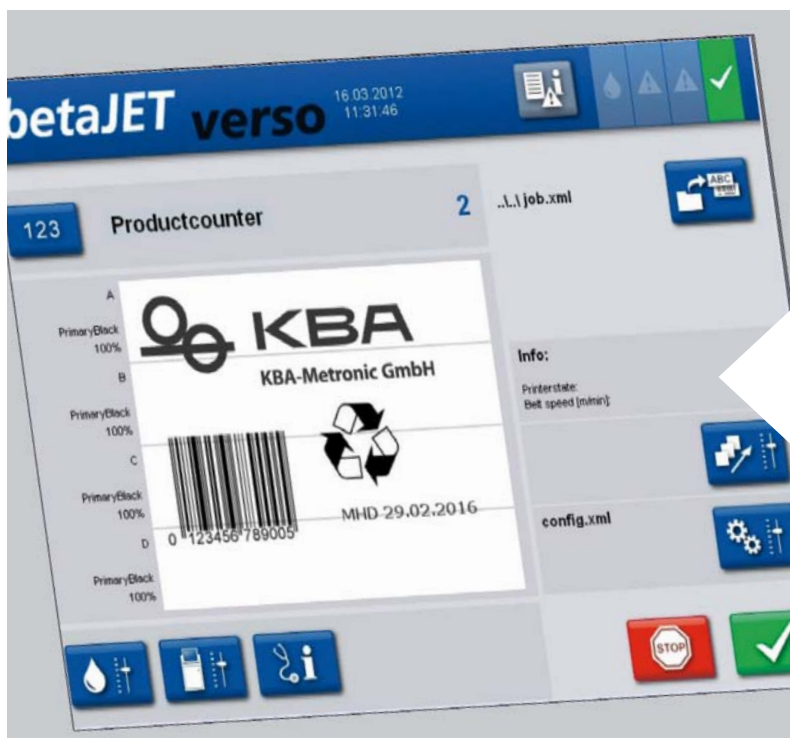 betaJET verso
16.03.2012
11:31:46
123
Productcounter
2
..\..\ job.xml
ABC
A
PrimaryBlack
100%
B
PrimaryBlack
100%
C
PrimaryBlack
100%
D
PrimaryBlack
100%
KBA
KBA-Metronic GmbH
0 123456 789005
MHD 29.02.2016
Info:
Printerstate:
Belt speed [m/min]:
config.xml
STOP